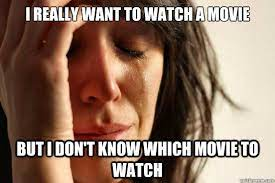 I REALLY WANT TO WATCH A MOVIE
BUT I DON'T KNOW WHICH MOVIE TO
WATCH